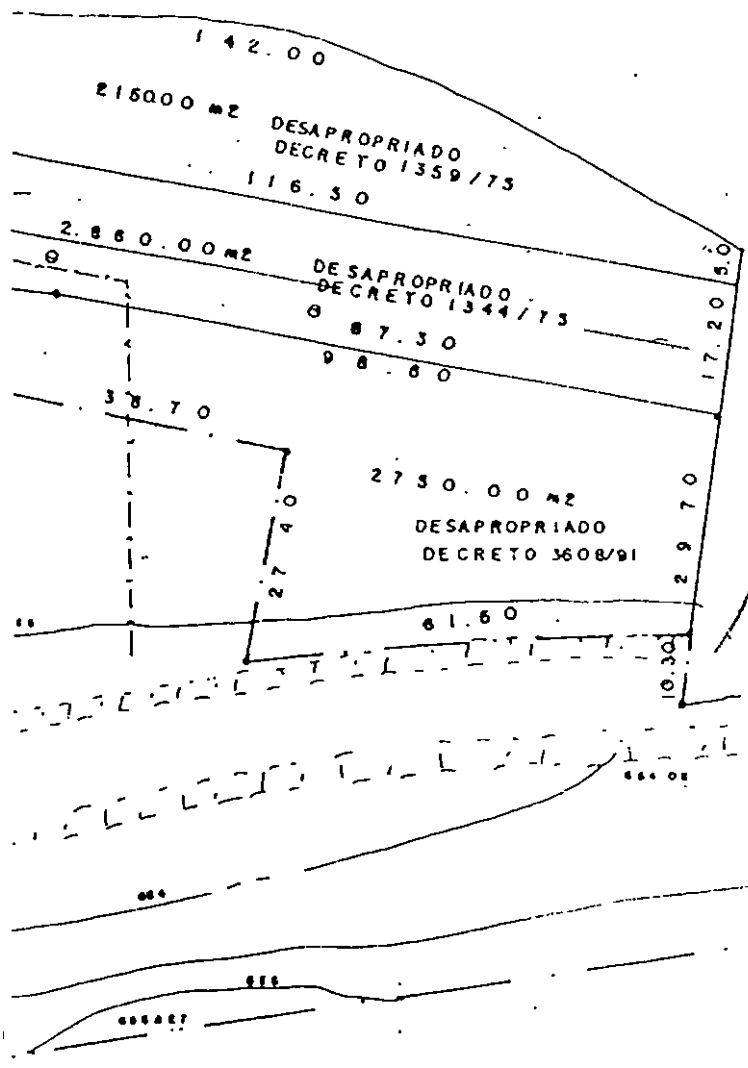 142.00
215000 m2
DESAPROPRIADO
DECRETO 1359/73
116.50
5.0
2.860.00 m2
DESAPROPRIADO
DECRETO 1344/73
17.20
θ
θ 87.30
98.60
38.70
27.40
2750.00 m2
DESAPROPRIADO
DECRETO 3608/91
29 70
61.60
10.30
664